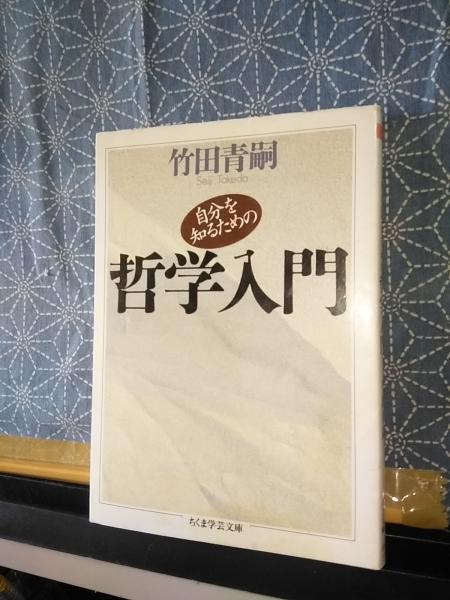 竹田青嗣
Seiji Takeda
自分を
知るための
哲学入門
ちくま学芸文庫